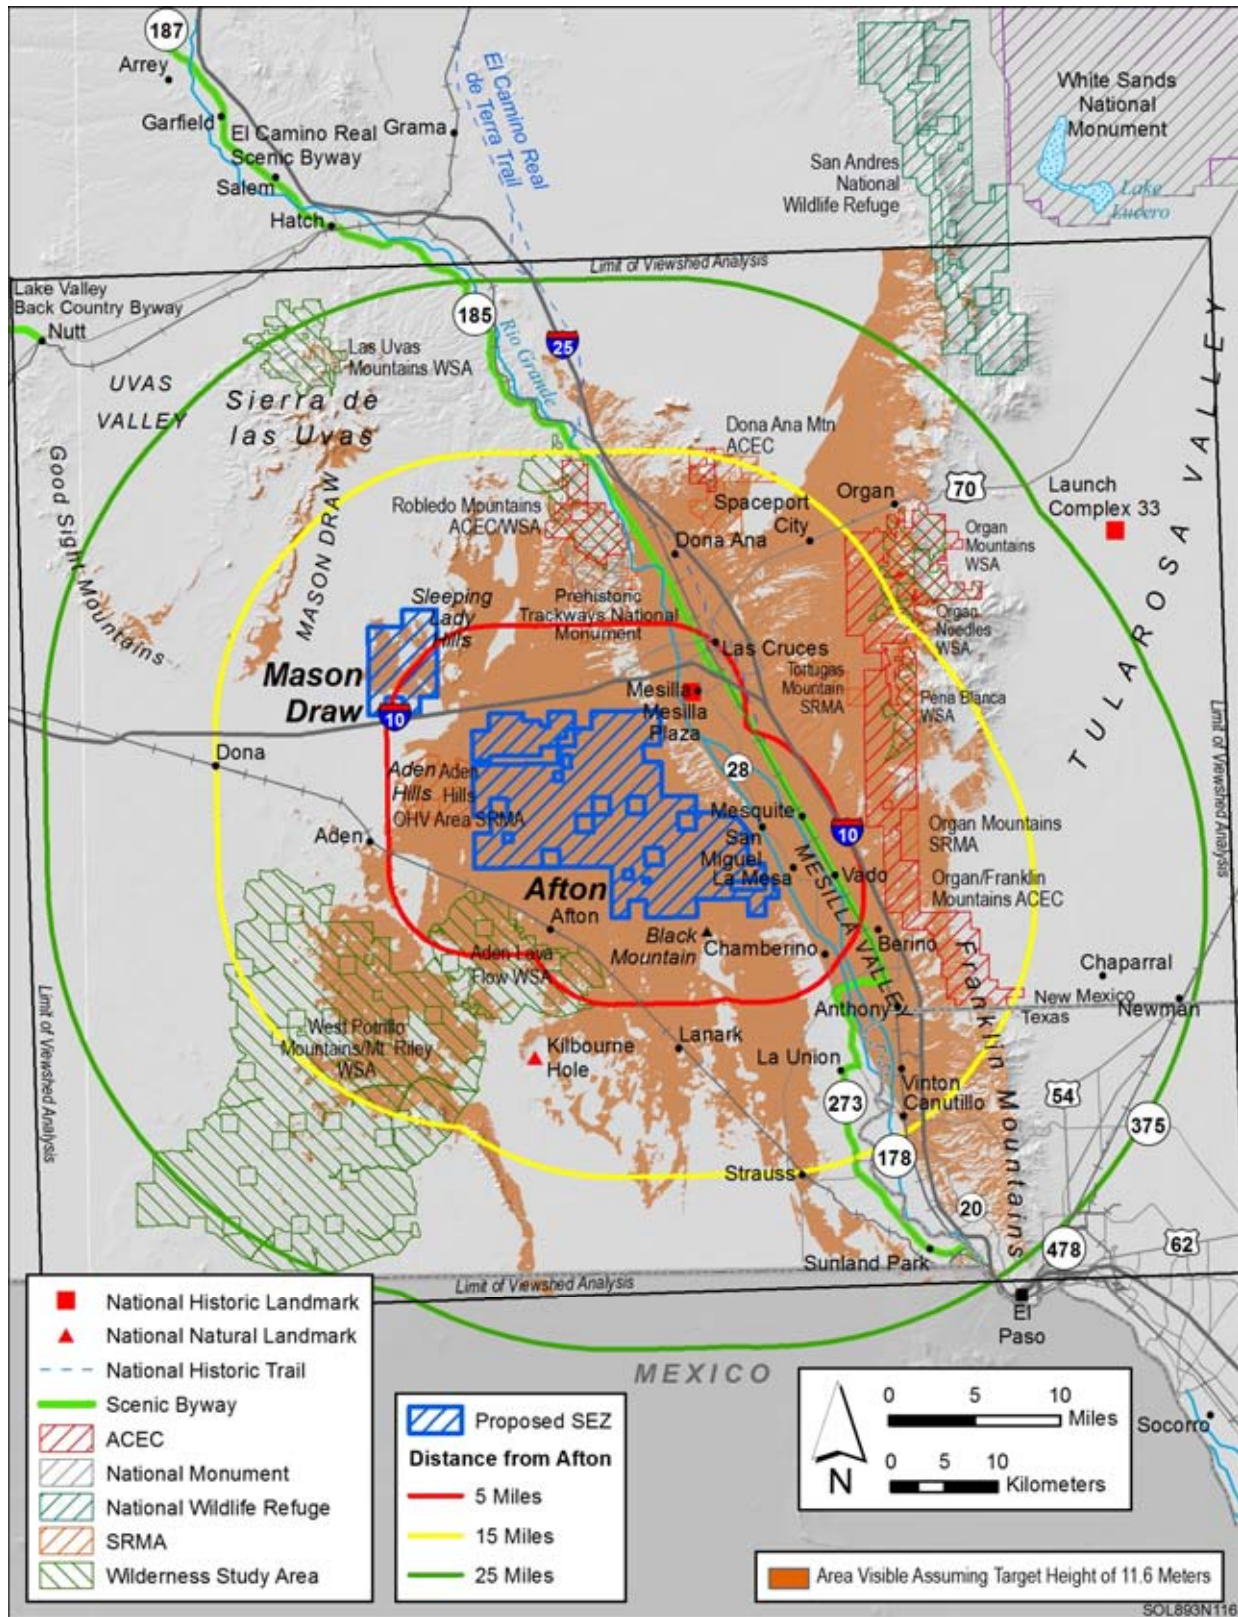 187
Arrey
Garfield
El Camino Real
Scenic Byway
Grama
Salem
Hatch
El Camino Real
de Terra Trail
White Sands
National
Monument
San Andres
National
Wildlife Refuge
Lake
Lucero
Limit of Viewshed Analysis
Lake Valley
Back Country Byway
Nutt
185
Rio Grande
25
Las Uvas
Mountains WSA
UVAS
VALLEY
Sierra de
las Uvas
Good Sight Mountains
MASON DRAW
Dona Ana Mtn
ACEC
Robledo Mountains
ACEC/WSA
Spaceport
City
Organ
70
Launch
Complex 33
TULAROSA VALLEY
Dona Ana
Organ
Mountains
WSA
Sleeping
Lady
Hills
Prehistoric
Trackways National
Monument
Organ
Needles
WSA
Las Cruces
Mason
Draw
10
Tortugas
Mountain
SRMA
Mesilla
Mesilla
Plaza
Pena Blanca
WSA
Dona
28
Limit of Viewshed Analysis
Aden
Hills
Aden
Hills
OHV Area SRMA
Mesquite
10
Aden
San
Miguel
Organ Mountains
SRMA
La Mesa
Vado
MESILLA VALLEY
Organ/Franklin
Mountains ACEC
Afton
Afton
Black
Mountain
Chamberino
Berino
Franklin Mountains
Aden Lava
Flow WSA
Chaparral
New Mexico
Texas
Newman
Anthony
Limit of Viewshed Analysis
West Potrillo
Mountains/Mt. Riley
WSA
Kilbourne
Hole
Lanark
La Union
Vinton
Canutillo
273
54
375
178
Strauss
20
Sunland Park
478
62
Limit of Viewshed Analysis
El
Paso
MEXICO
Socorro
National Historic Landmark
National Natural Landmark
National Historic Trail
Scenic Byway
ACEC
National Monument
National Wildlife Refuge
SRMA
Wilderness Study Area
Proposed SEZ
Distance from Afton
5 Miles
15 Miles
25 Miles
N
0 5 10
Miles
0 5 10
Kilometers
Area Visible Assuming Target Height of 11.6 Meters
SOL893N116